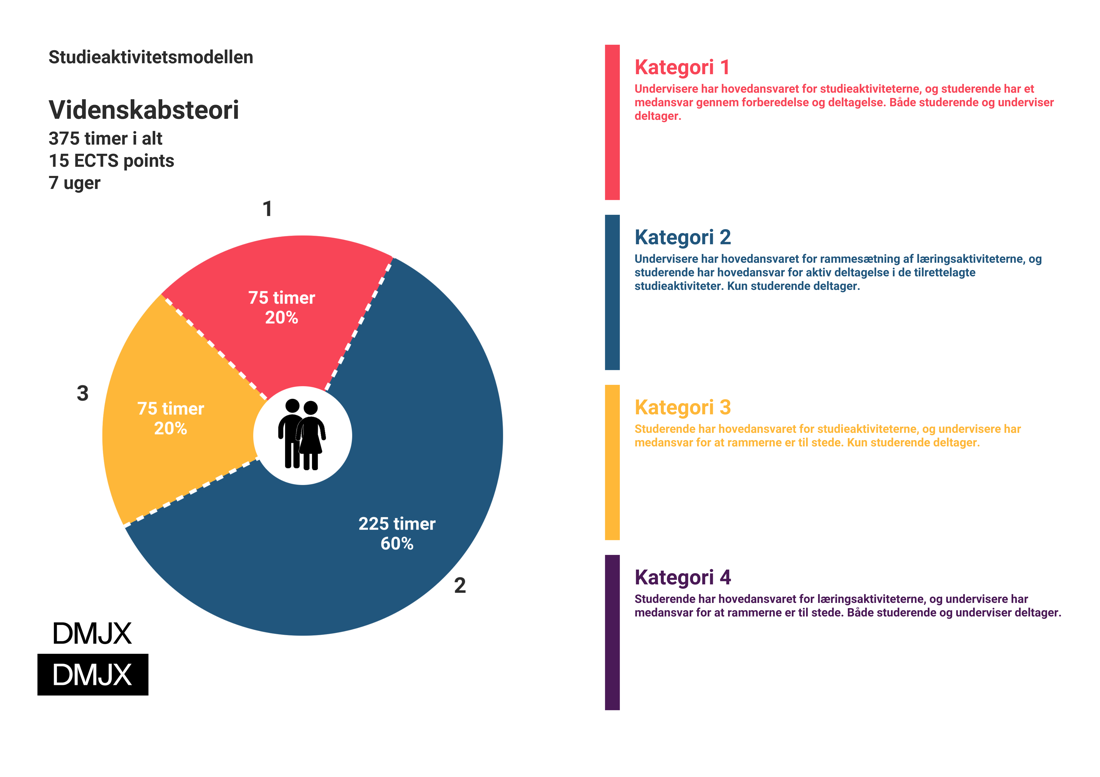 Studieaktivitetsmodellen
Videnskabsteori
375 timer i alt
15 ECTS points
7 uger
1
75 timer
20%
3
75 timer
20%
225 timer
60%
2
DMJX
DMJX
Kategori 1
Undervisere har hovedansvaret for studieaktiviteterne, og studerende har et
medansvar gennem forberedelse og deltagelse. Både studerende og underviser
deltager.
Kategori 2
Undervisere har hovedansvaret for rammesætning af læringsaktiviteterne, og
studerende har hovedansvar for aktiv deltagelse i de tilrettelagte
studieaktiviteter. Kun studerende deltager.
Kategori 3
Studerende har hovedansvaret for studieaktiviteterne, og undervisere har
medansvar for at rammerne er til stede. Kun studerende deltager.
Kategori 4
Studerende har hovedansvaret for læringsaktiviteterne, og undervisere har
medansvar for at rammerne er til stede. Både studerende og underviser deltager.